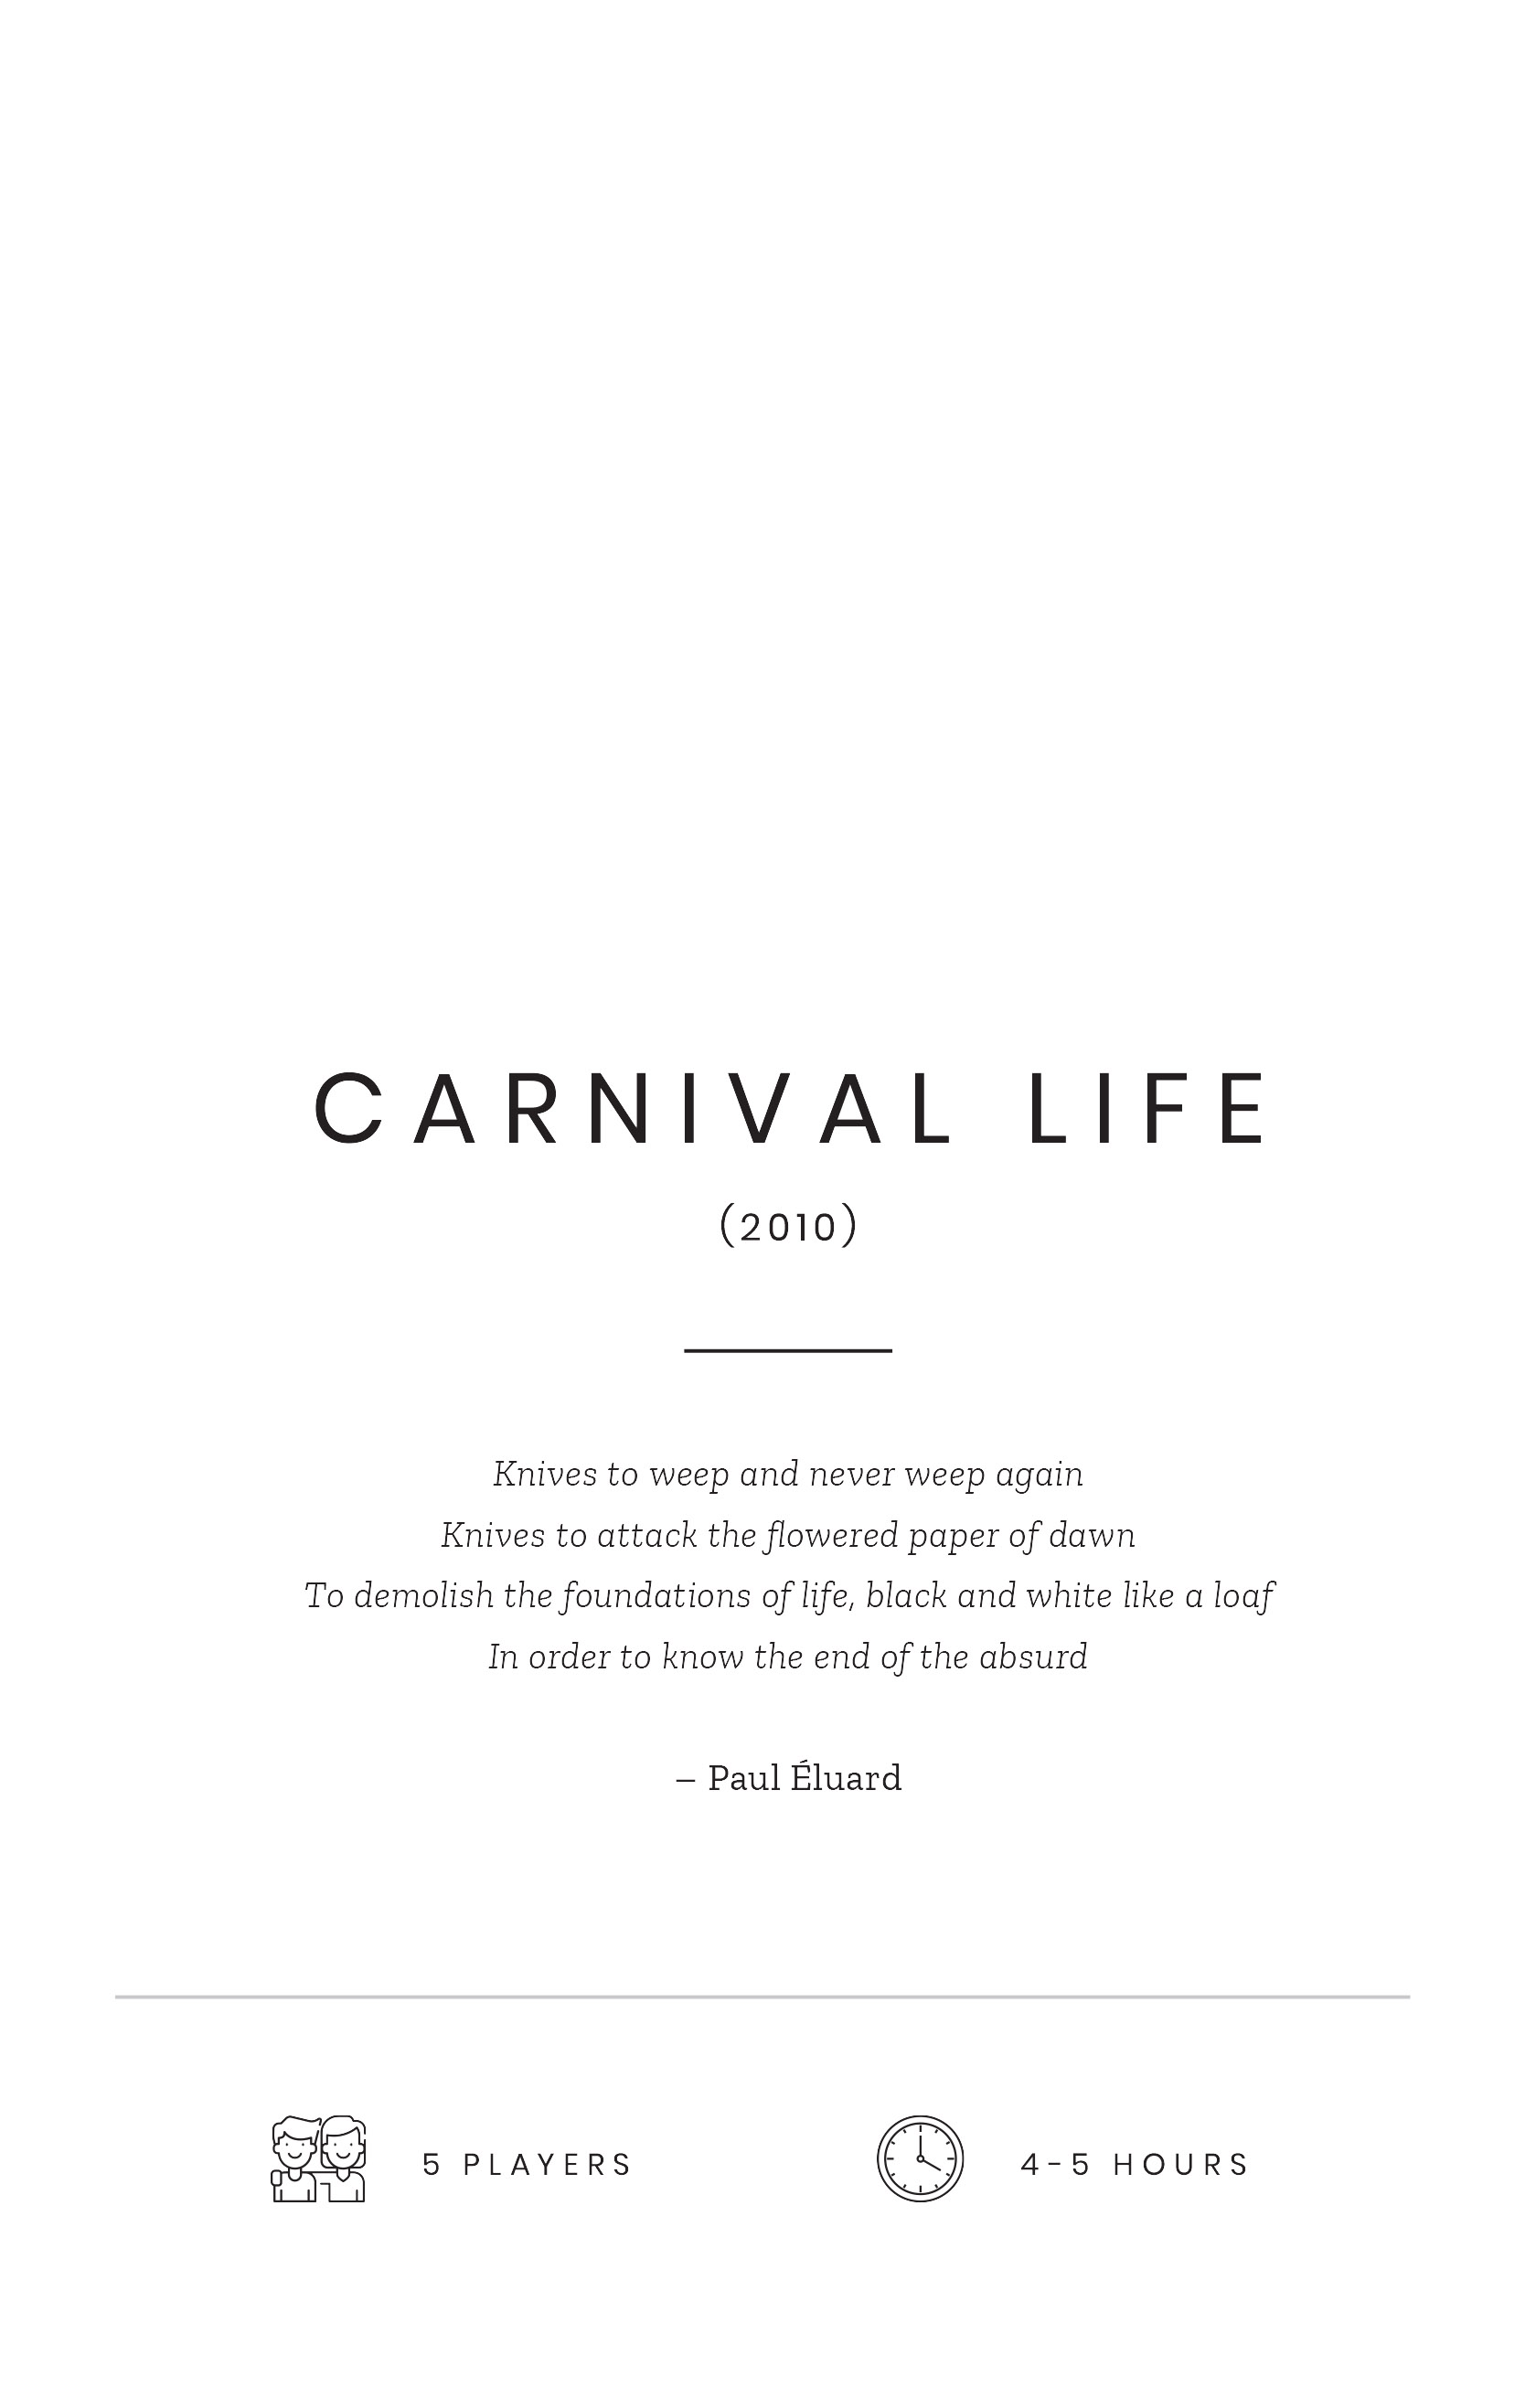 CARNIVAL LIFE
(2010)
Knives to weep and never weep again
Knives to attack the flowered paper of dawn
To demolish the foundations of life, black and white like a loaf
In order to know the end of the absurd
– Paul Éluard
5 PLAYERS
4-5 HOURS